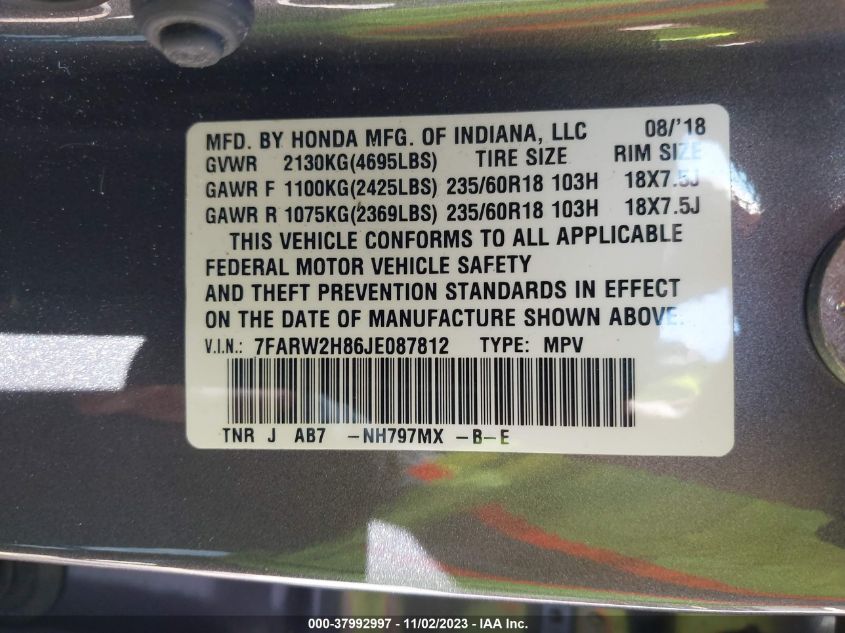 MFD. BY HONDA MFG. OF INDIANA, LLC 08/'18
GVWR 2130KG(4695LBS) TIRE SIZE RIM SIZE
GAWR F 1100KG(2425LBS) 235/60R18 103H 18X7.5J
GAWR R 1075KG(2369LBS) 235/60R18 103H 18X7.5J
THIS VEHICLE CONFORMS TO ALL APPLICABLE
FEDERAL MOTOR VEHICLE SAFETY
AND THEFT PREVENTION STANDARDS IN EFFECT
ON THE DATE OF MANUFACTURE SHOWN ABOVE.
V.I.N.: 7FARW2H86JE087812 TYPE: MPV
TNR J AB7 -NH797MX -B-E
000-37992997 - 11/02/2023 - IAA Inc.